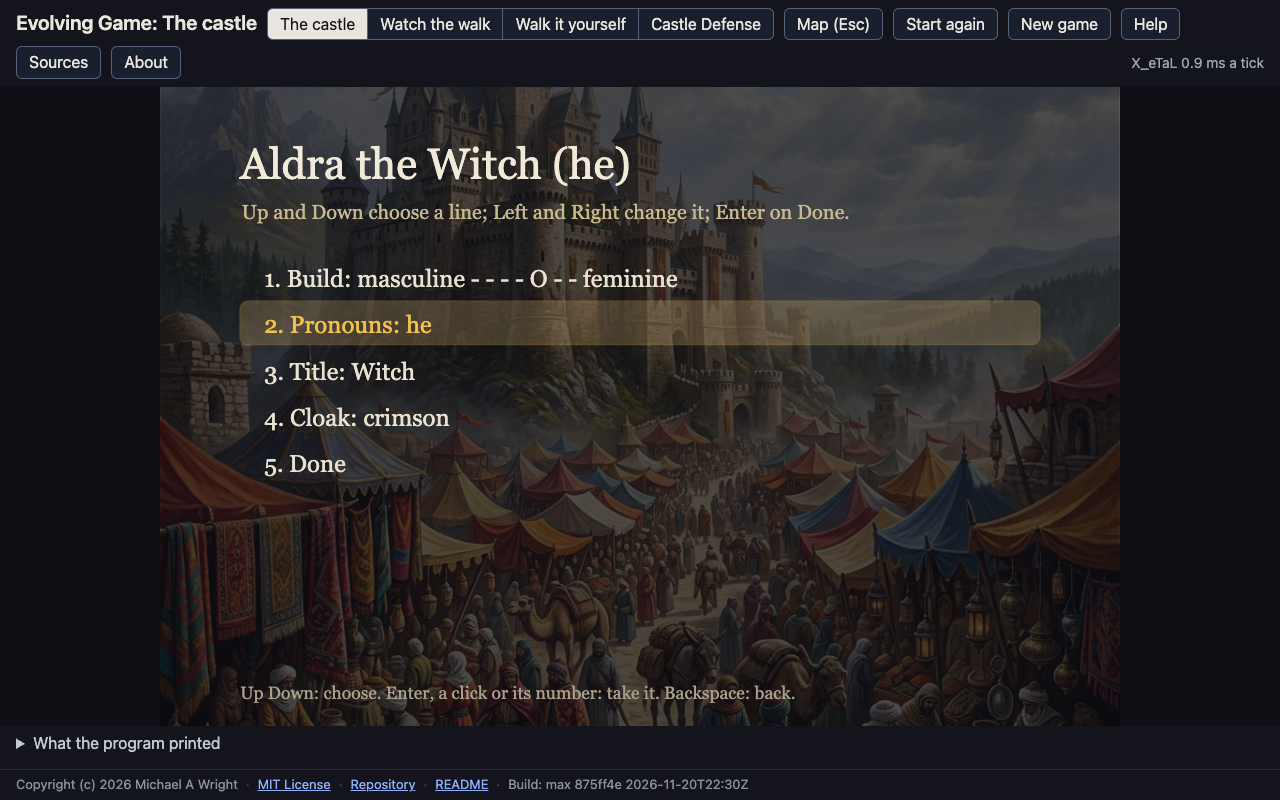 Evolving Game: The castle
The castle
Watch the walk
Walk it yourself
Castle Defense
Map (Esc)
Start again
New game
Help
Sources
About
X_eTaL 0.9 ms a tick
Aldra the Witch (he)
Up and Down choose a line; Left and Right change it; Enter on Done.
1. Build: masculine - - - - O - - feminine
2. Pronouns: he
3. Title: Witch
4. Cloak: crimson
5. Done
Up Down: choose. Enter, a click or its number: take it. Backspace: back.
What the program printed
Copyright (c) 2026 Michael A Wright · MIT License · Repository · README · Build: max 875ff4e 2026-11-20T22:30Z